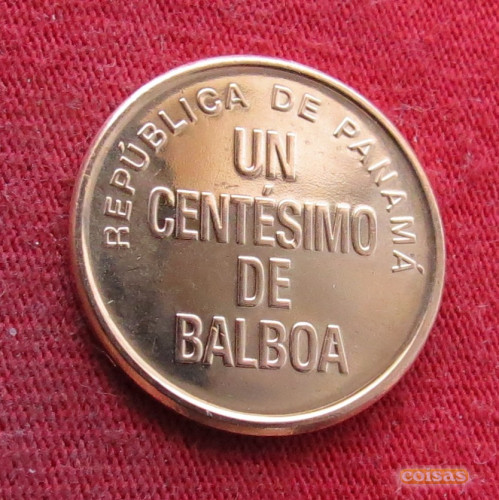 REPÚBLICA DE PANAMÁ
UN
CENTÉSIMO
DE
BALBOA
coisas